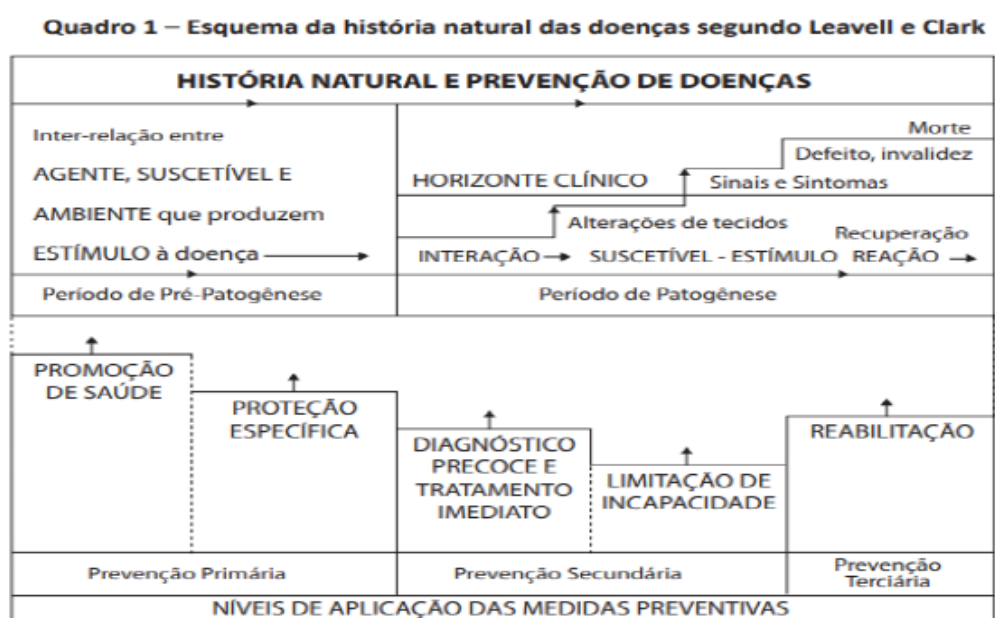 Quadro 1 – Esquema da história natural das doenças segundo Leavell e Clark
HISTÓRIA NATURAL E PREVENÇÃO DE DOENÇAS
Inter-relação entre
AGENTE, SUSCETÍVEL E
AMBIENTE que produzem
ESTÍMULO à doença
Morte
Defeito, invalidez
HORIZONTE CLÍNICO
Sinais e Sintomas
Alterações de tecidos
Recuperação
INTERAÇÃO
SUSCETÍVEL - ESTÍMULO
REAÇÃO
Período de Pré-Patogênese
Período de Patogênese
PROMOÇÃO
DE SAÚDE
PROTEÇÃO
ESPECÍFICA
DIAGNÓSTICO
PRECOCE E
TRATAMENTO
IMEDIATO
LIMITAÇÃO DE
INCAPACIDADE
REABILITAÇÃO
Prevenção Primária
Prevenção Secundária
Prevenção
Terciária
NÍVEIS DE APLICAÇÃO DAS MEDIDAS PREVENTIVAS